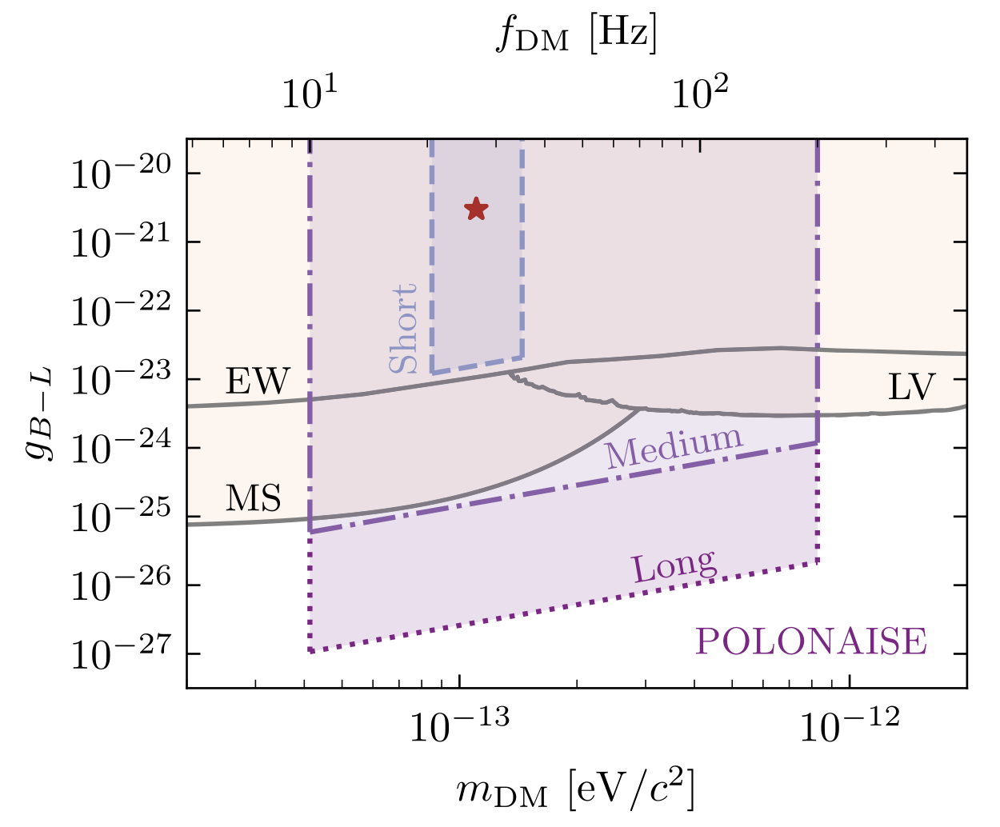 f_DM [Hz]
10^1 10^2
10^−20
10^−21
10^−22
10^−23
10^−24
10^−25
10^−26
10^−27
g_{B−L}
Short
EW
LV
Medium
MS
Long
POLONAISE
10^−13 10^−12
m_DM [eV/c^2]